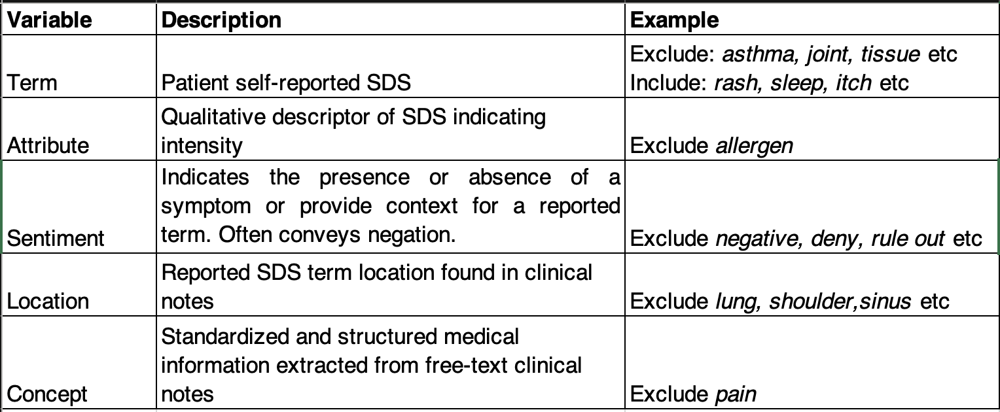 Variable Description Example
Exclude: asthma, joint, tissue etc
Term Patient self-reported SDS Include: rash, sleep, itch etc
Qualitative descriptor of SDS indicating
Attribute intensity Exclude allergen
Indicates the presence or absence of a
symptom or provide context for a reported
Sentiment term. Often conveys negation. Exclude negative, deny, rule out etc
Reported SDS term location found in clinical
Location notes Exclude lung, shoulder,sinus etc
Standardized and structured medical
information extracted from free-text clinical
Concept notes Exclude pain